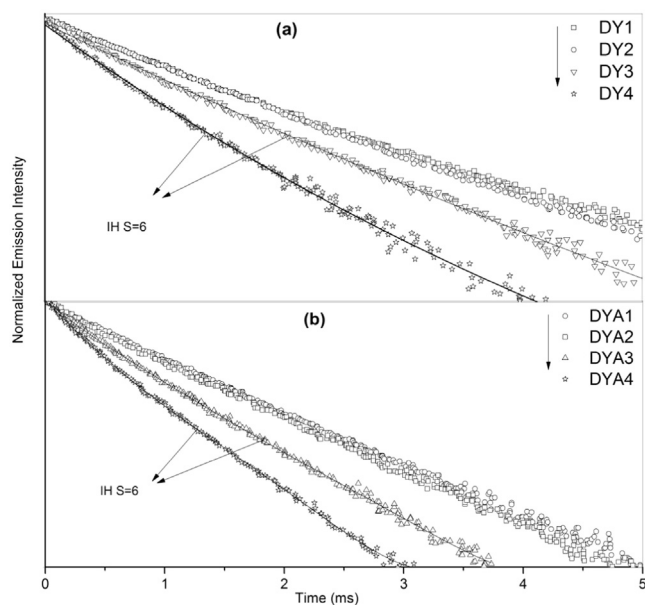 (a)
DY1
DY2
DY3
DY4
IH S=6
Normalized Emission Intensity
(b)
DYA1
DYA2
DYA3
DYA4
IH S=6
0 1 2 3 4 5
Time (ms)